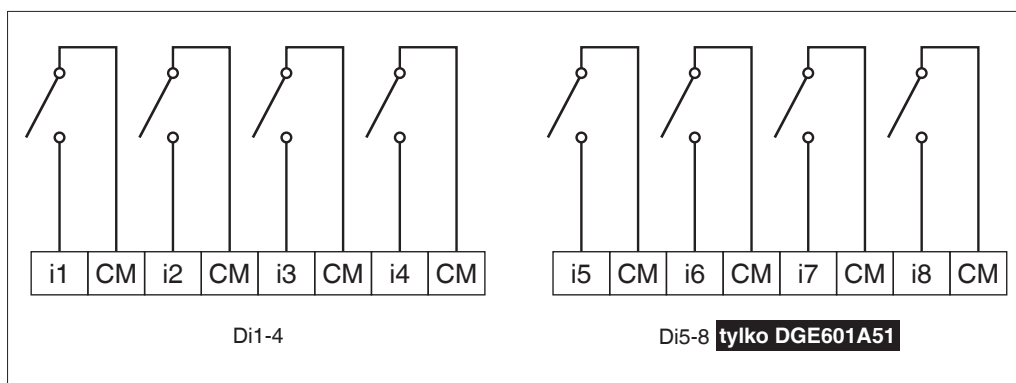 i1 CM i2 CM i3 CM i4 CM i5 CM i6 CM i7 CM i8 CM
Di1-4 Di5-8 tylko DGE601A51